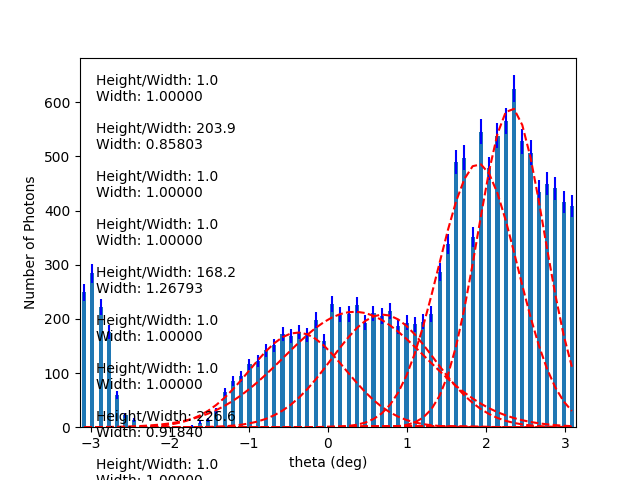 Height/Width: 1.0
Width: 1.00000
Height/Width: 203.9
Width: 0.85803
Height/Width: 1.0
Width: 1.00000
Height/Width: 1.0
Width: 1.00000
Height/Width: 168.2
Width: 1.26793
Height/Width: 1.0
Width: 1.00000
Height/Width: 1.0
Width: 1.00000
Height/Width: 225.6
Width: 0.91840
Height/Width: 1.0
Width: 1.00000
Number of Photons
600
500
400
300
200
100
0
−3 −2 −1 0 1 2 3
theta (deg)